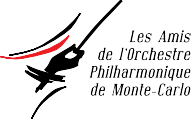 Les Amis
de l'Orchestre
Philharmonique
de Monte-Carlo